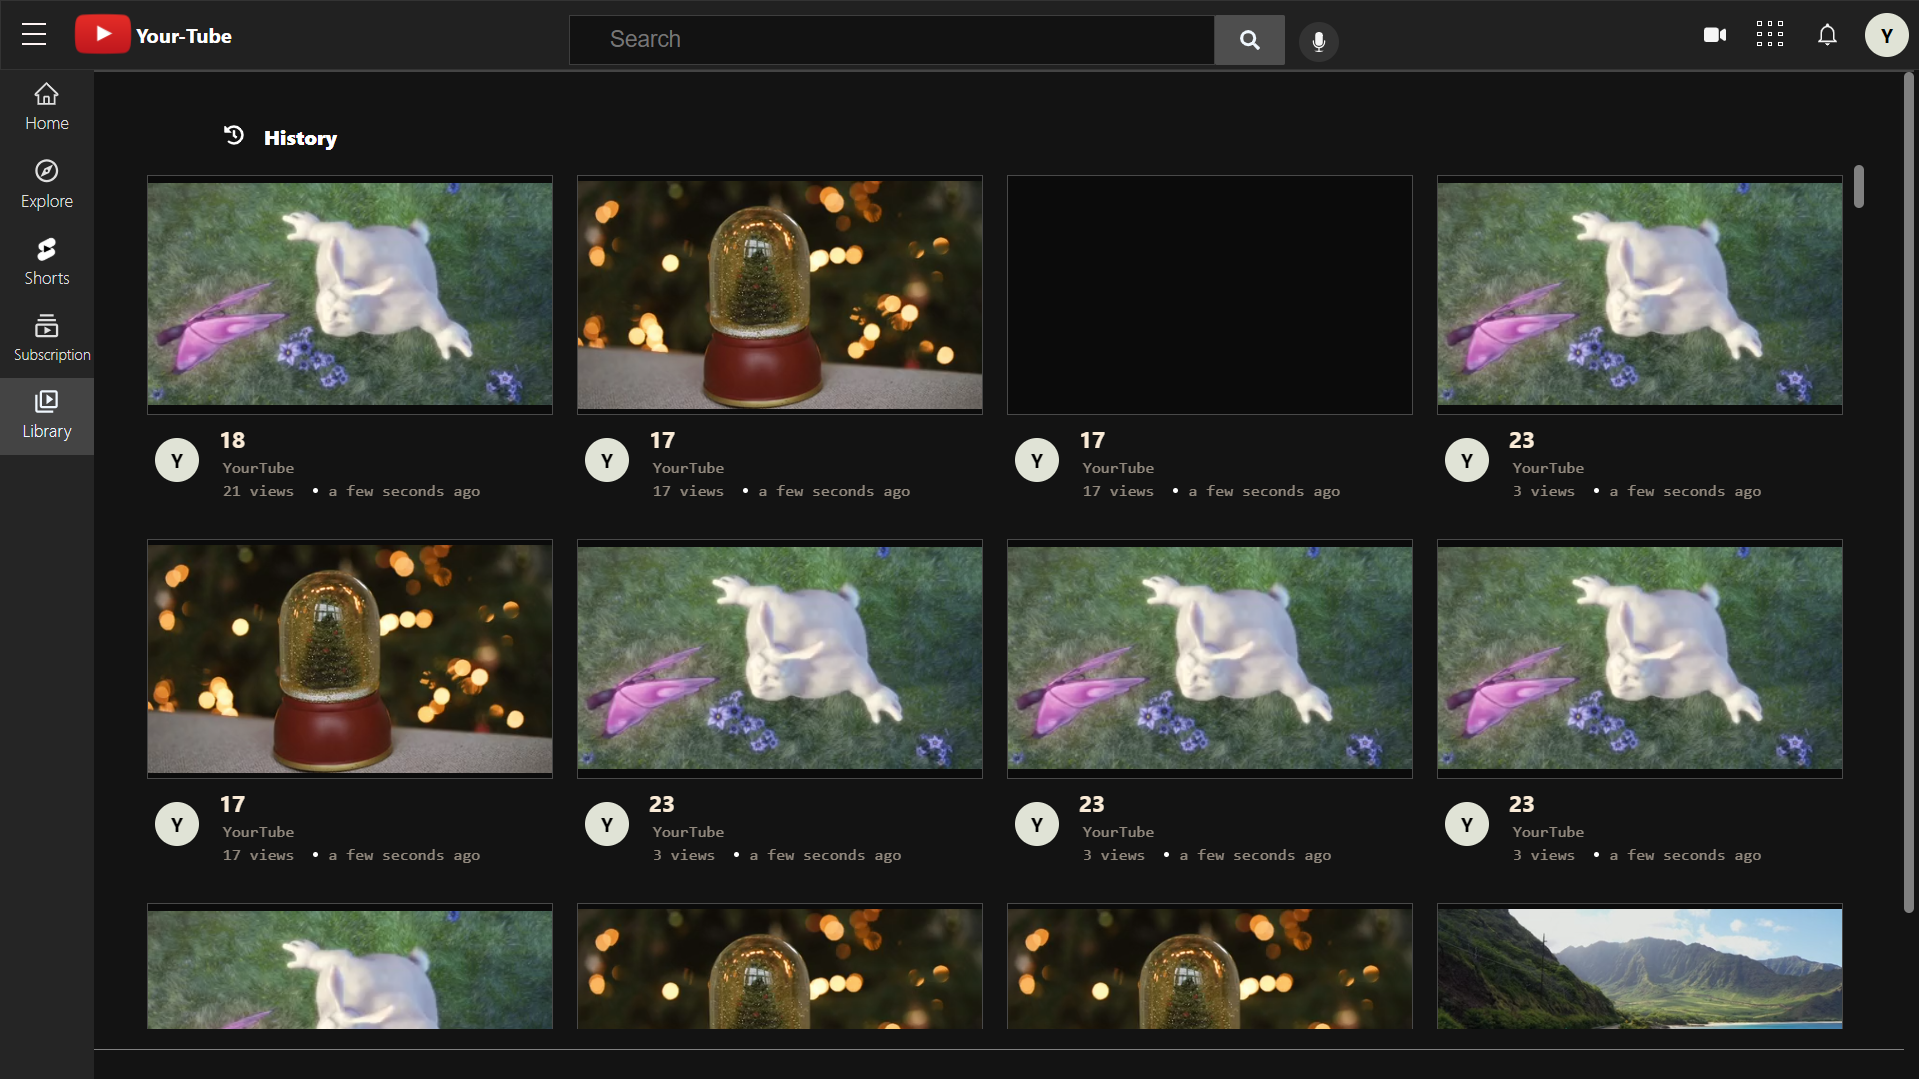 Your-Tube
Search
Y
Home
Explore
Shorts
Subscription
Library
History
Y
18
YourTube
21 views • a few seconds ago
Y
17
YourTube
17 views • a few seconds ago
Y
17
YourTube
17 views • a few seconds ago
Y
23
YourTube
3 views • a few seconds ago
Y
17
YourTube
17 views • a few seconds ago
Y
23
YourTube
3 views • a few seconds ago
Y
23
YourTube
3 views • a few seconds ago
Y
23
YourTube
3 views • a few seconds ago